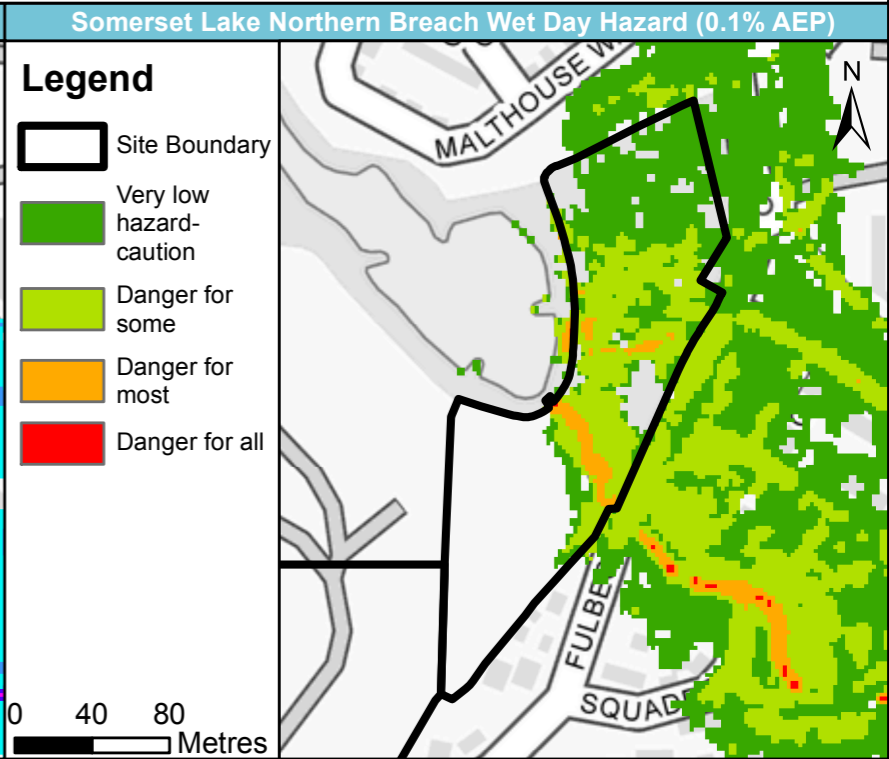 Somerset Lake Northern Breach Wet Day Hazard (0.1% AEP)
Legend
Site Boundary
Very low
hazard-
caution
Danger for
some
Danger for
most
Danger for all
0 40 80
Metres
MALTHOUSE W
N
FULBE
SQUAD